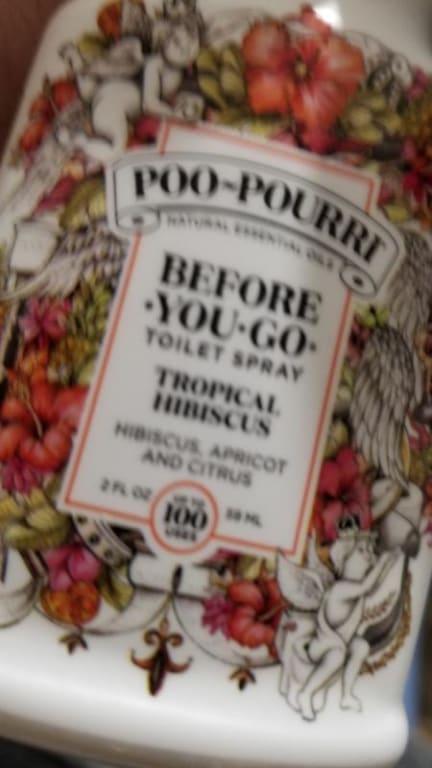 POO~POURRI
NATURAL ESSENTIAL OILS
BEFORE
·YOU·GO·
TOILET SPRAY
TROPICAL
HIBISCUS
HIBISCUS, APRICOT
AND CITRUS
2 FL OZ
UP TO
100
USES
59 ML